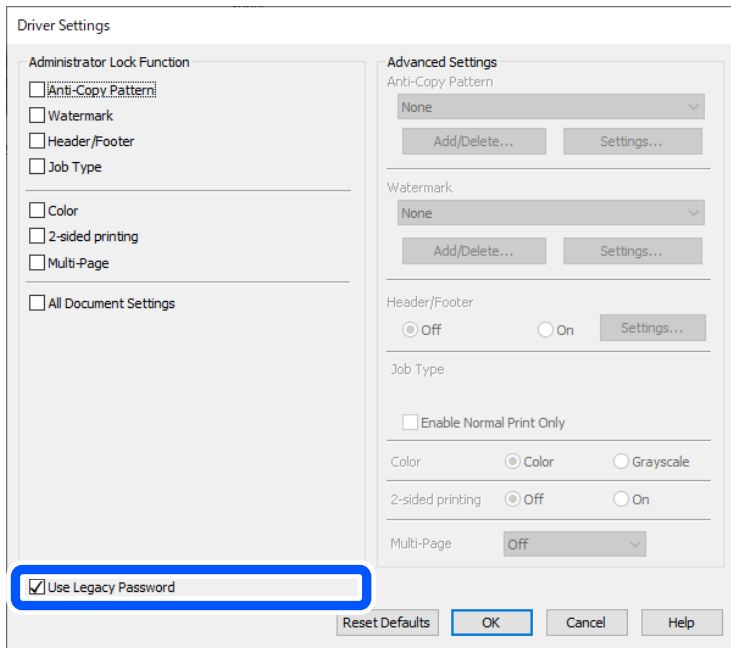 Driver Settings
Administrator Lock Function
Anti-Copy Pattern
Watermark
Header/Footer
Job Type
Color
2-sided printing
Multi-Page
All Document Settings
Use Legacy Password
Advanced Settings
Anti-Copy Pattern
None
Add/Delete... Settings...
Watermark
None
Add/Delete... Settings...
Header/Footer
Off On Settings...
Job Type
Enable Normal Print Only
Color Color Grayscale
2-sided printing Off On
Multi-Page Off
Reset Defaults OK Cancel Help